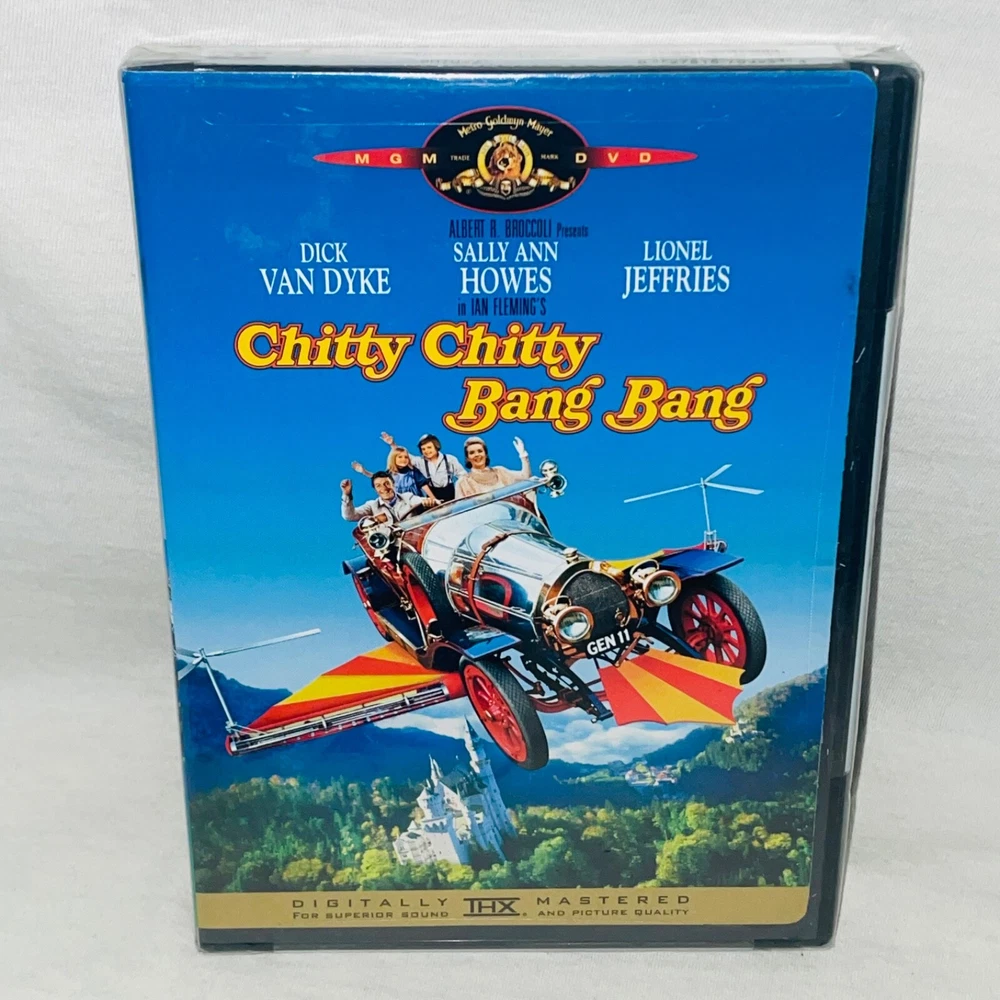 Metro Goldwyn Mayer
MGM TRADE MARK DVD
ALBERT R. BROCCOLI Presents
DICK VAN DYKE
SALLY ANN HOWES
LIONEL JEFFRIES
in IAN FLEMING'S
Chitty Chitty
Bang Bang
GEN 11
DIGITALLY THX MASTERED
FOR SUPERIOR SOUND AND PICTURE QUALITY